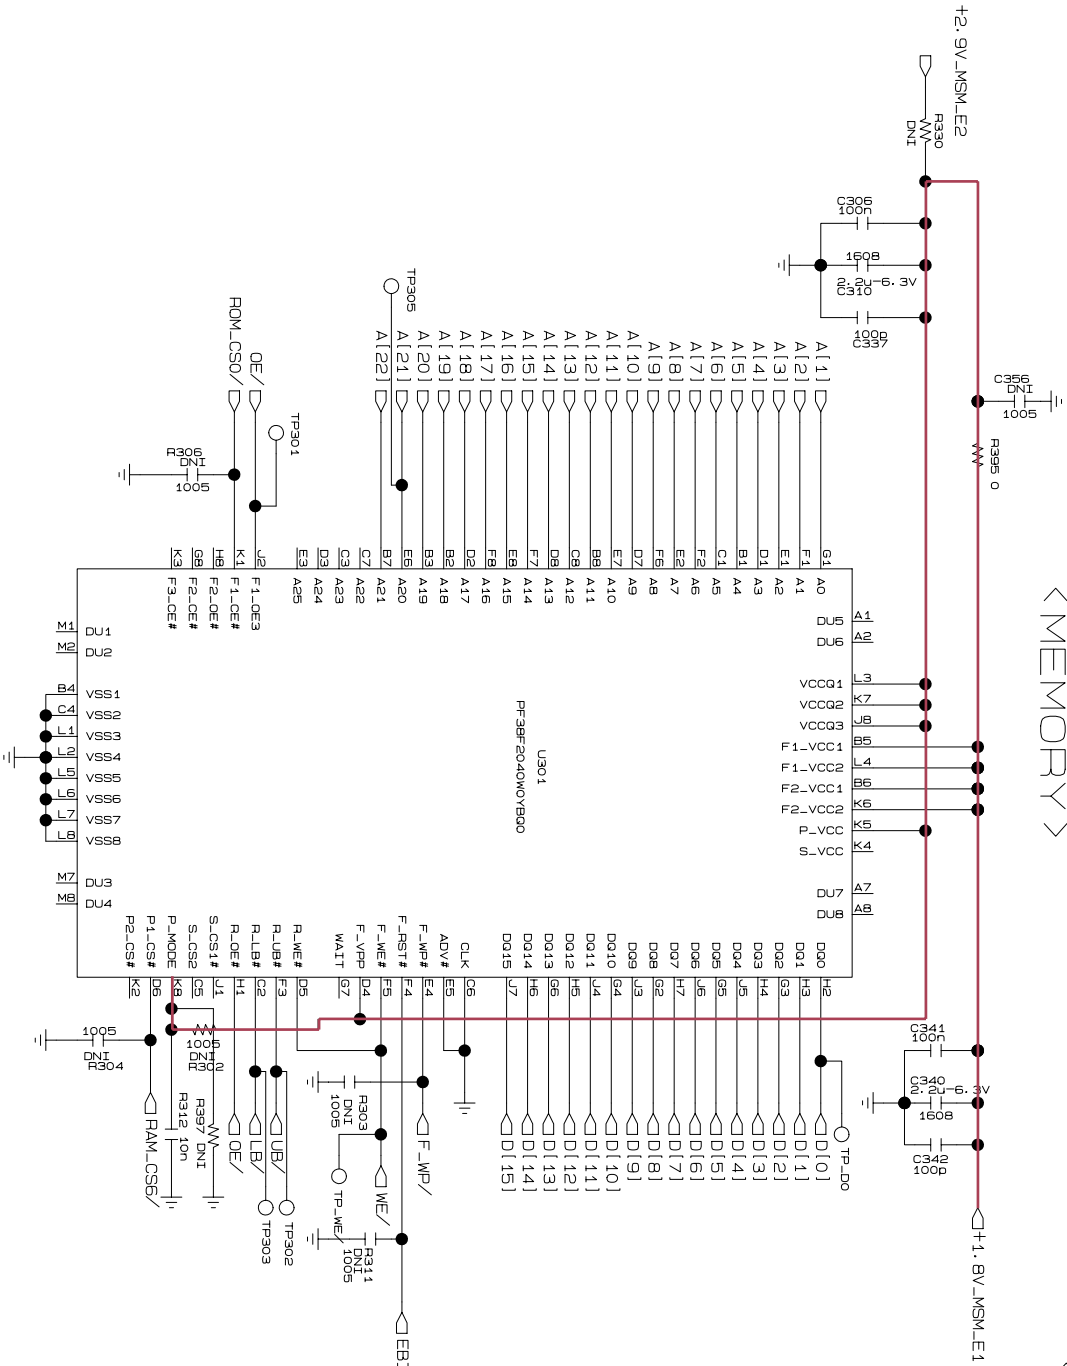 <MEMORY>
+2.9V_MSM_E2
R330
DNI
C306
100n
1608
2.2u-6.3V
C310
100p
C337
C356
DNI
1005
R395 0
TP305
ROM_CS0/
OE/
TP301
R306
DNI
1005
A[22]
A[21]
A[20]
A[19]
A[18]
A[17]
A[16]
A[15]
A[14]
A[13]
A[12]
A[11]
A[10]
A[9]
A[8]
A[7]
A[6]
A[5]
A[4]
A[3]
A[2]
A[1]
K3 F3_CE#
G8 F2_CE#
H8 F2_OE#
K1 F1_CE#
J2 F1_OE3
E3 A25
D3 A24
C3 A23
C7 A22
B7 A21
E6 A20
B3 A19
B2 A18
D2 A17
F8 A16
E8 A15
F7 A14
D8 A13
C8 A12
B8 A11
E7 A10
D7 A9
F6 A8
E2 A7
F2 A6
C1 A5
B1 A4
D1 A3
E1 A2
F1 A1
G1 A0
M1 DU1
M2 DU2
B4 VSS1
C4 VSS2
L1 VSS3
L2 VSS4
L5 VSS5
L6 VSS6
L7 VSS7
L8 VSS8
M7 DU3
M8 DU4
U301
PF38F2040W0YBQ0
DU5 A1
DU6 A2
VCCQ1 L3
VCCQ2 K7
VCCQ3 J8
F1_VCC1 B5
F1_VCC2 L4
F2_VCC1 B6
F2_VCC2 K6
P_VCC K5
S_VCC K4
DU7 A7
DU8 A8
P2_CS# K2
P1_CS# D6
P_MODE K8
S_CS2 C5
S_CS1# J1
R_OE# H1
R_LB# C2
R_UB# F3
R_WE# D5
WAIT G7
F_VPP D4
F_WE# F5
F_RST# F4
F_WP# E4
ADV# E5
CLK C6
DQ15 J7
DQ14 H6
DQ13 G6
DQ12 H5
DQ11 J4
DQ10 G4
DQ9 J3
DQ8 G2
DQ7 H7
DQ6 J6
DQ5 G5
DQ4 J5
DQ3 H4
DQ2 G3
DQ1 H3
DQ0 H2
1005
DNI
R304
1005
DNI
R302
R312 10n
R397 DNI
RAM_CS6/
OE/
LB/
UB/
TP303
TP302
R303
DNI
1005
TP_WE/
WE/
F_WP/
R311
DNI
1005
D[15]
D[14]
D[13]
D[12]
D[11]
D[10]
D[9]
D[8]
D[7]
D[6]
D[5]
D[4]
D[3]
D[2]
D[1]
D[0]
TP_D0
C341
100n
C340
2.2u-6.3V
1608
C342
100p
+1.8V_MSM_E1